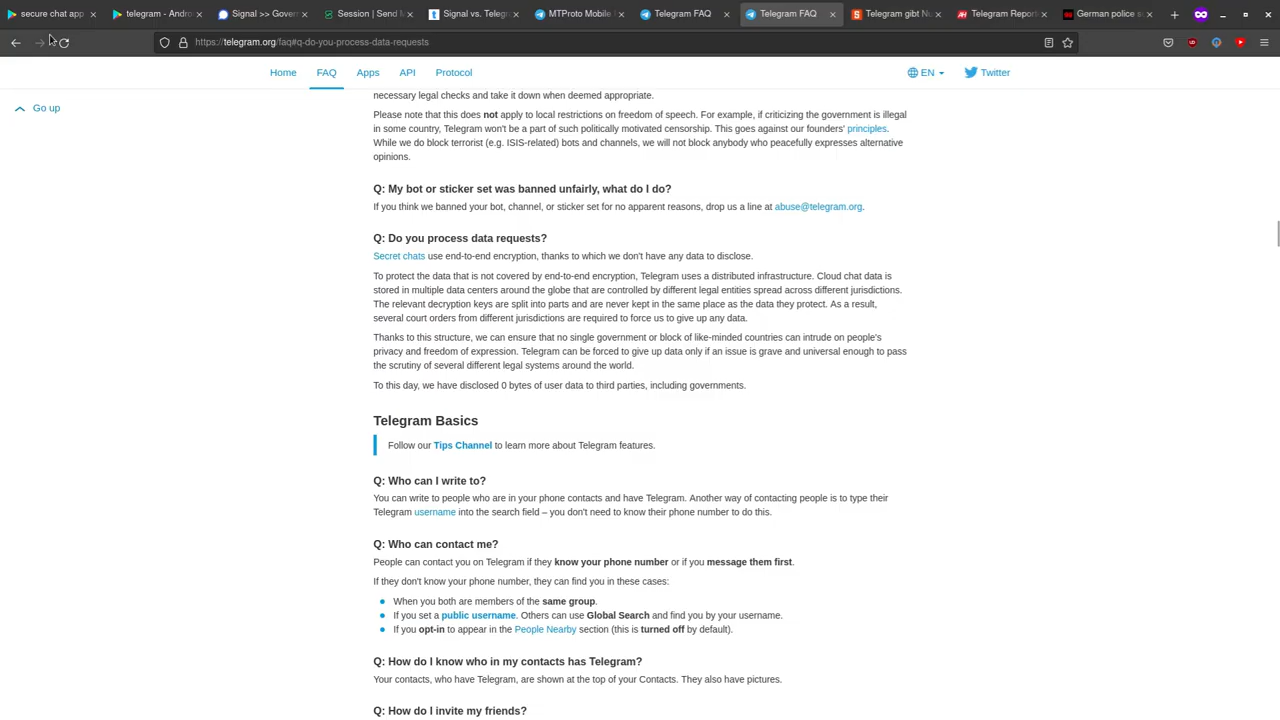 secure chat app
telegram - Andro
Signal >> Gover
Session | Send M
Signal vs. Telegr
MTProto Mobile
Telegram FAQ
Telegram FAQ
Telegram gibt Nu
Telegram Report
German police s
https://telegram.org/faq#q-do-you-process-data-requests
Home FAQ Apps API Protocol EN Twitter
Go up
necessary legal checks and take it down when deemed appropriate.
Please note that this does not apply to local restrictions on freedom of speech. For example, if criticizing the government is illegal
in some country, Telegram won't be a part of such politically motivated censorship. This goes against our founders' principles.
While we do block terrorist (e.g. ISIS-related) bots and channels, we will not block anybody who peacefully expresses alternative
opinions.
Q: My bot or sticker set was banned unfairly, what do I do?
If you think we banned your bot, channel, or sticker set for no apparent reasons, drop us a line at abuse@telegram.org.
Q: Do you process data requests?
Secret chats use end-to-end encryption, thanks to which we don't have any data to disclose.
To protect the data that is not covered by end-to-end encryption, Telegram uses a distributed infrastructure. Cloud chat data is
stored in multiple data centers around the globe that are controlled by different legal entities spread across different jurisdictions.
The relevant decryption keys are split into parts and are never kept in the same place as the data they protect. As a result,
several court orders from different jurisdictions are required to force us to give up any data.
Thanks to this structure, we can ensure that no single government or block of like-minded countries can intrude on people's
privacy and freedom of expression. Telegram can be forced to give up data only if an issue is grave and universal enough to pass
the scrutiny of several different legal systems around the world.
To this day, we have disclosed 0 bytes of user data to third parties, including governments.
Telegram Basics
Follow our Tips Channel to learn more about Telegram features.
Q: Who can I write to?
You can write to people who are in your phone contacts and have Telegram. Another way of contacting people is to type their
Telegram username into the search field – you don't need to know their phone number to do this.
Q: Who can contact me?
People can contact you on Telegram if they know your phone number or if you message them first.
If they don't know your phone number, they can find you in these cases:
When you both are members of the same group.
If you set a public username. Others can use Global Search and find you by your username.
If you opt-in to appear in the People Nearby section (this is turned off by default).
Q: How do I know who in my contacts has Telegram?
Your contacts, who have Telegram, are shown at the top of your Contacts. They also have pictures.
Q: How do I invite my friends?